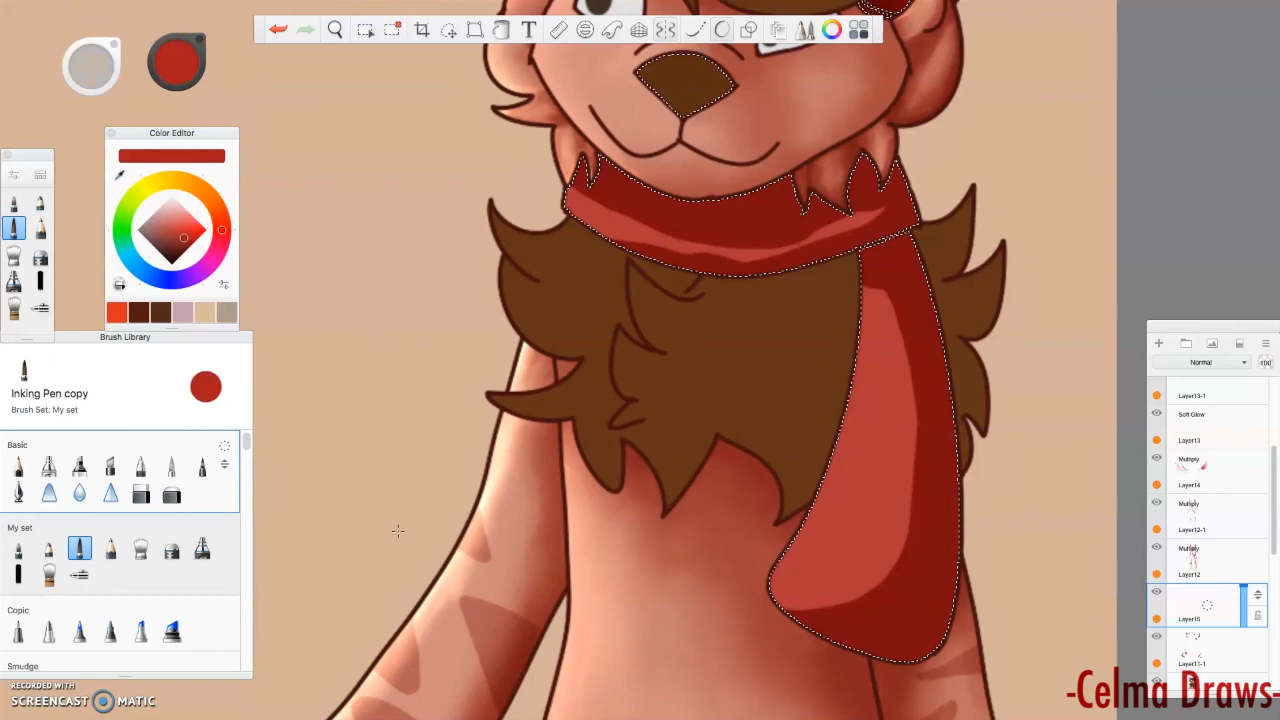 T
Color Editor
Brush Library
Inking Pen copy
Brush Set: My set
Basic
My set
Copic
Smudge
RECORDED WITH
SCREENCAST MATIC
Normal
100
Layer13-1
Soft Glow
Layer13
Multiply
Layer14
Multiply
Layer12-1
Multiply
Layer12
Layer15
Layer11-1
-Celma Draws-